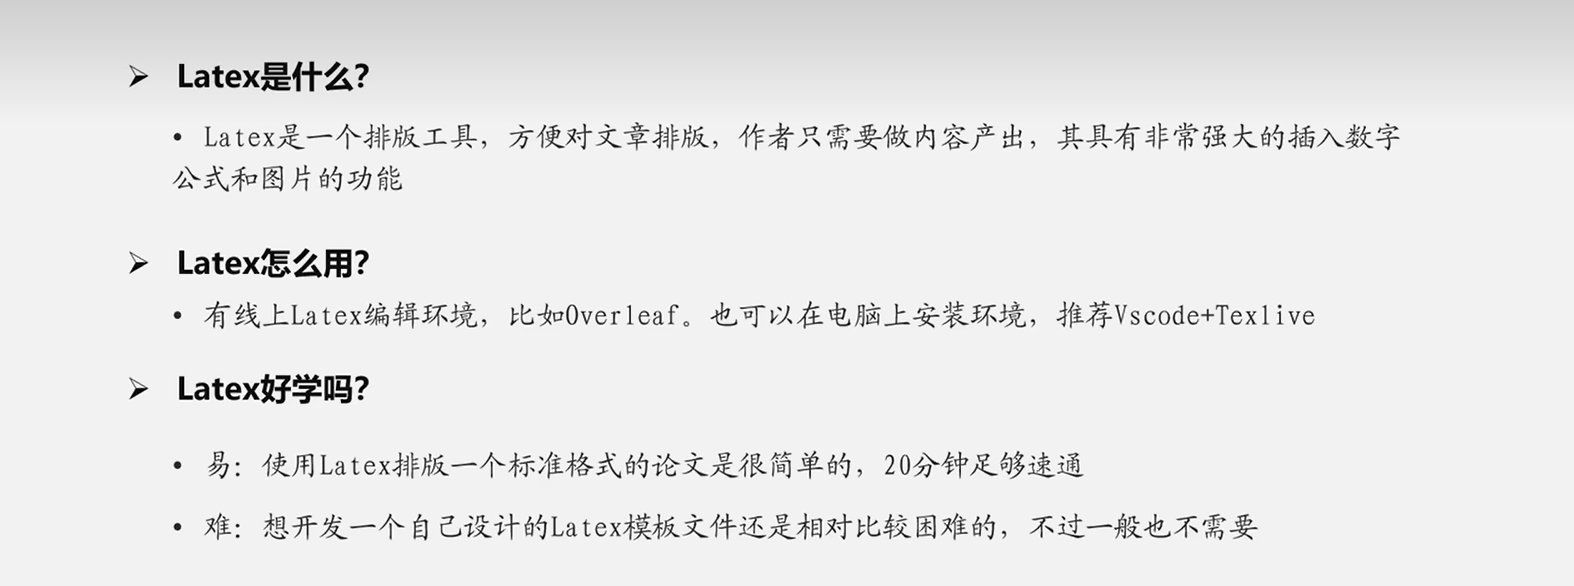 ➢ Latex是什么？
• Latex是一个排版工具，方便对文章排版，作者只需要做内容产出，其具有非常强大的插入数字
公式和图片的功能
➢ Latex怎么用？
• 有线上Latex编辑环境，比如Overleaf。也可以在电脑上安装环境，推荐Vscode+Texlive
➢ Latex好学吗？
• 易：使用Latex排版一个标准格式的论文是很简单的，20分钟足够速通
• 难：想开发一个自己设计的Latex模板文件还是相对比较困难的，不过一般也不需要